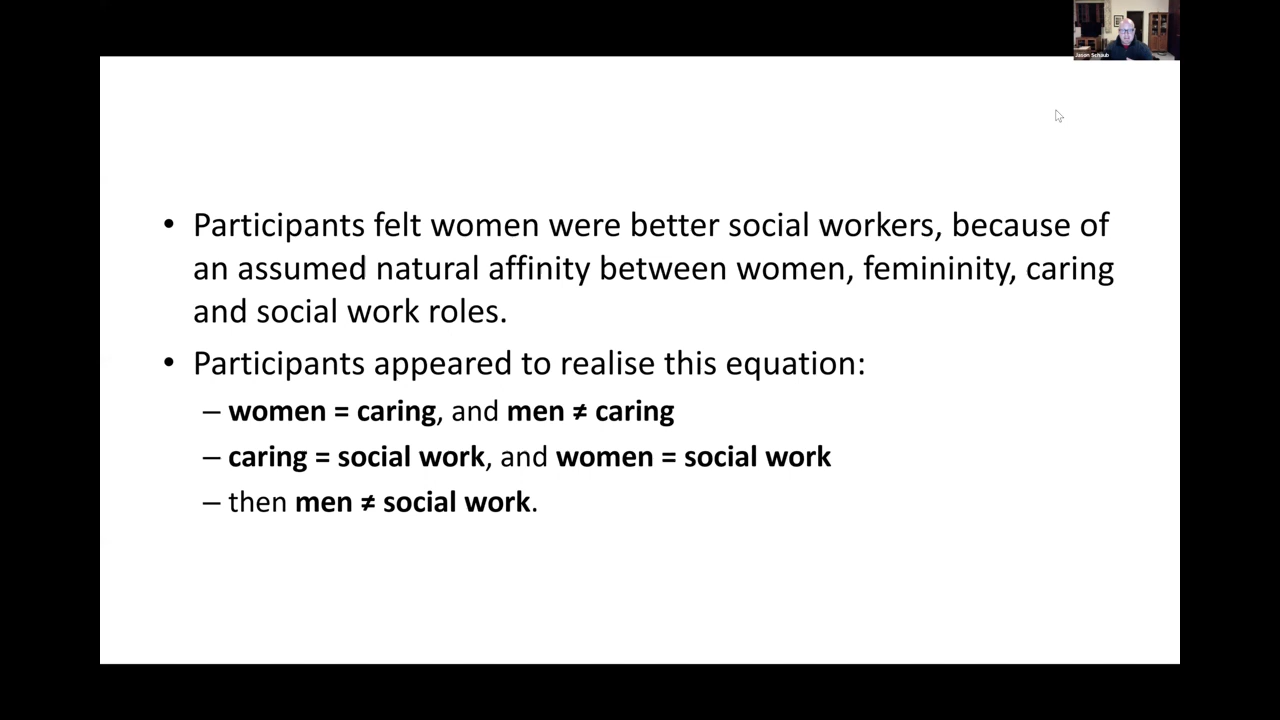 Jason Schaub
• Participants felt women were better social workers, because of
an assumed natural affinity between women, femininity, caring
and social work roles.
• Participants appeared to realise this equation:
– women = caring, and men ≠ caring
– caring = social work, and women = social work
– then men ≠ social work.